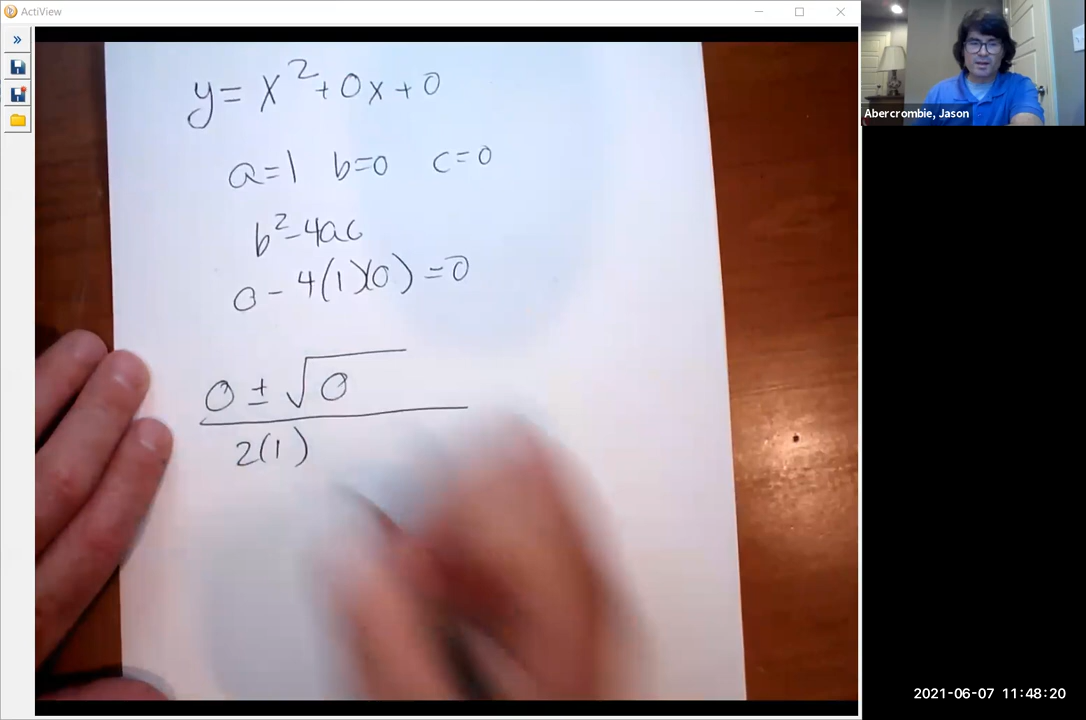 ActiView
y = x² + 0x + 0
a = 1 b = 0 c = 0
b² - 4ac
0 - 4(1)(0) = 0
0 ± √0
2(1)
Abercrombie, Jason
2021-06-07 11:48:20